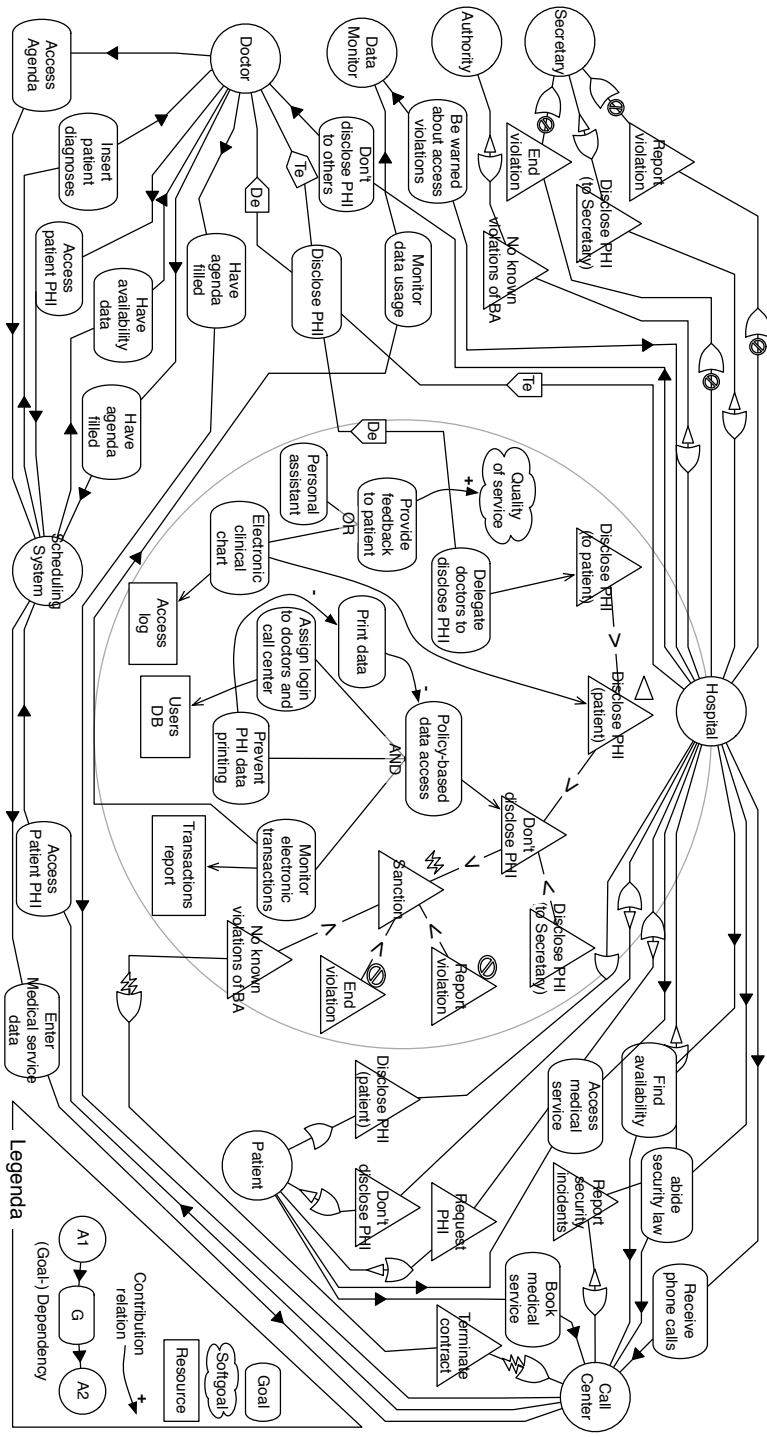 Secretary
Report
violation
Disclose PHI
(to Secretary)
End
violation
Authority
No known
violations of BA
Data
Monitor
Be warned
about access
violations
Monitor
data usage
Doctor
Don't
disclose PHI
to others
Te
De
Disclose PHI
Te
De
Have
agenda
filled
Access
Agenda
Insert
patient
diagnoses
Access
patient PHI
Have
availability
data
Have
agenda
filled
Scheduling
System
Hospital
Disclose PHI
(to patient)
Disclose PHI
(patient)
Quality
of service
+
Provide
feedback
to patient
OR
Personal
assistant
Electronic
clinical
chart
Access
log
Delegate
doctors to
disclose PHI
Don't
disclose PHI
Disclose PHI
(to Secretary)
Policy-based
data access
AND
-
Print data
-
Assign login
to doctors and
call center
Users
DB
Prevent
PHI data
printing
Monitor
electronic
transactions
Transactions
report
Sanction
Report
violation
End
violation
No known
violations of BA
Access
Patient PHI
Enter
Medical service
data
Patient
Disclose PHI
(patient)
Don't
disclose PNI
Request
PHI
Access
medical
service
Find
availability
abide
security law
Report
security
incidents
Receive
phone calls
Book
medical
service
Terminate
contract
Call
Center
Legenda
A1
G
A2
(Goal-) Dependency
Contribution
relation
+
Resource
Softgoal
Goal